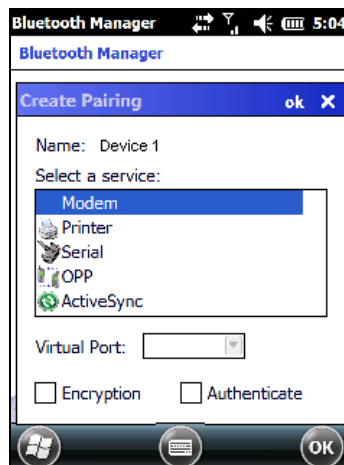 Bluetooth Manager 5:04
Bluetooth Manager
Create Pairing ok
Name: Device 1
Select a service:
Modem
Printer
Serial
OPP
ActiveSync
Virtual Port:
Encryption Authenticate
OK